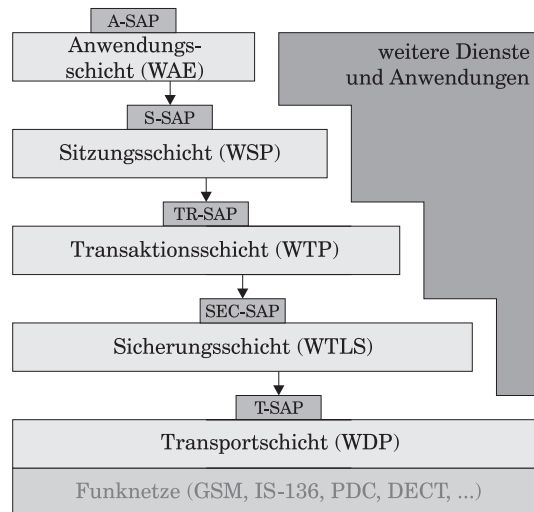 A-SAP
Anwendungs-
schicht (WAE)
weitere Dienste
und Anwendungen
S-SAP
Sitzungsschicht (WSP)
TR-SAP
Transaktionsschicht (WTP)
SEC-SAP
Sicherungsschicht (WTLS)
T-SAP
Transportschicht (WDP)
Funknetze (GSM, IS-136, PDC, DECT, ...)